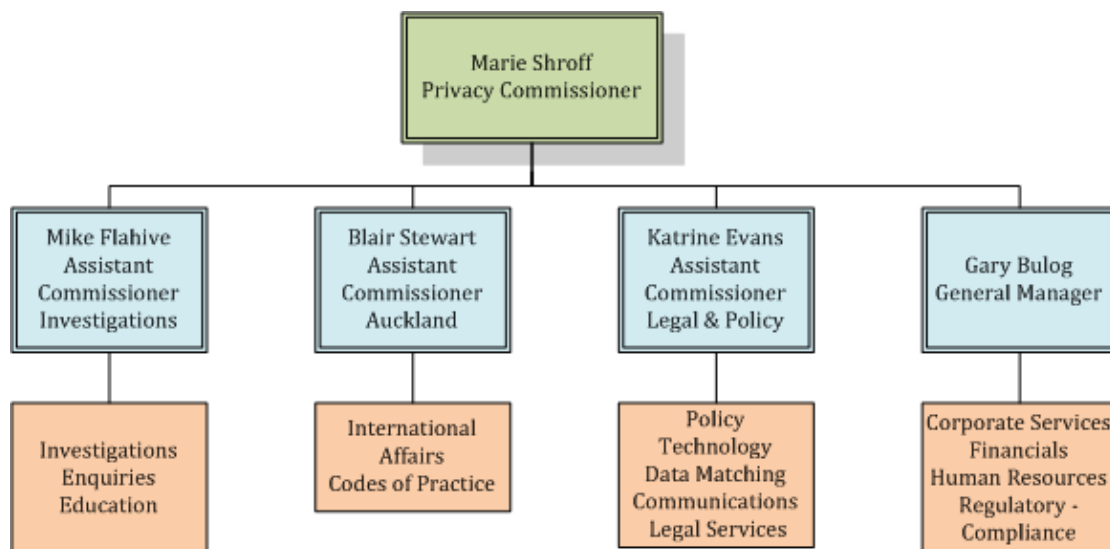 Marie Shroff
Privacy Commissioner
Mike Flahive
Assistant
Commissioner
Investigations
Blair Stewart
Assistant
Commissioner
Auckland
Katrine Evans
Assistant
Commissioner
Legal & Policy
Gary Bulog
General Manager
Investigations
Enquiries
Education
International
Affairs
Codes of Practice
Policy
Technology
Data Matching
Communications
Legal Services
Corporate Services
Financials
Human Resources
Regulatory -
Compliance